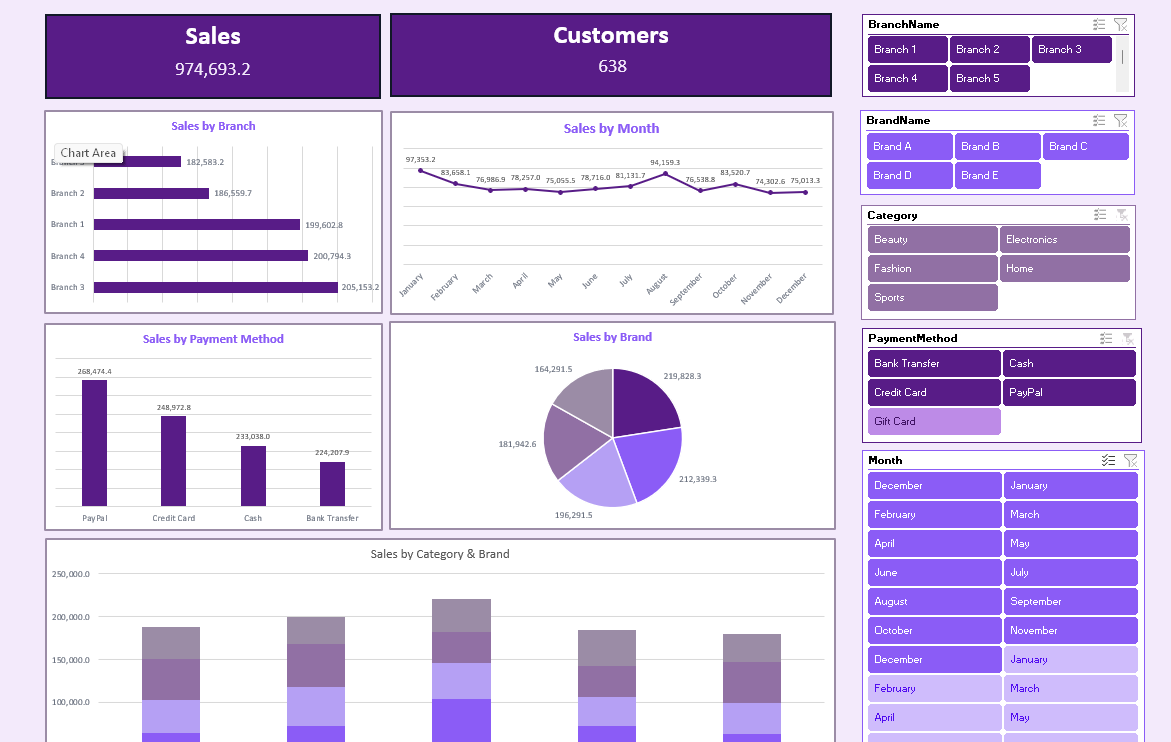 Sales
974,693.2
Customers
638
Sales by Branch
Chart Area
182,583.2
Branch 2
186,559.7
Branch 1
199,602.8
Branch 4
200,794.3
Branch 3
205,153.2
Sales by Month
97,353.2
83,658.1
76,986.9
78,257.0
75,055.5
78,716.0
81,131.7
94,159.3
76,538.8
83,520.7
74,302.6
75,013.3
January
February
March
April
May
June
July
August
September
October
November
December
Sales by Payment Method
268,474.4
248,972.8
233,038.0
224,207.9
PayPal
Credit Card
Cash
Bank Transfer
Sales by Brand
164,291.5
219,828.3
181,942.6
212,339.3
196,291.5
Sales by Category & Brand
250,000.0
200,000.0
150,000.0
100,000.0
BranchName
Branch 1
Branch 2
Branch 3
Branch 4
Branch 5
BrandName
Brand A
Brand B
Brand C
Brand D
Brand E
Category
Beauty
Electronics
Fashion
Home
Sports
PaymentMethod
Bank Transfer
Cash
Credit Card
PayPal
Gift Card
Month
December
January
February
March
April
May
June
July
August
September
October
November
December
January
February
March
April
May